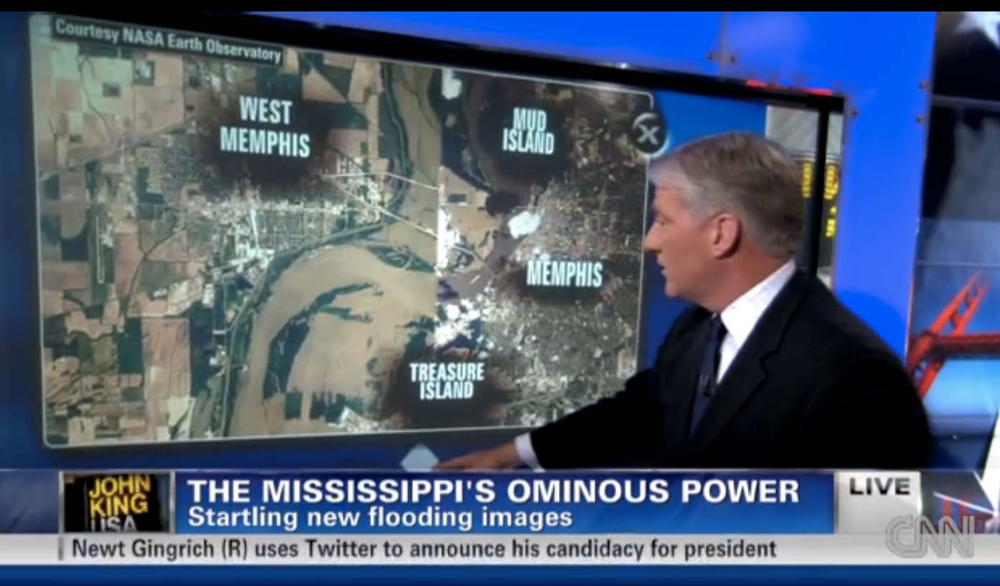 Courtesy NASA Earth Observatory
WEST
MEMPHIS
MUD
ISLAND
MEMPHIS
TREASURE
ISLAND
JOHN
KING
USA
THE MISSISSIPPI'S OMINOUS POWER
Startling new flooding images
LIVE
CNN
Newt Gingrich (R) uses Twitter to announce his candidacy for president